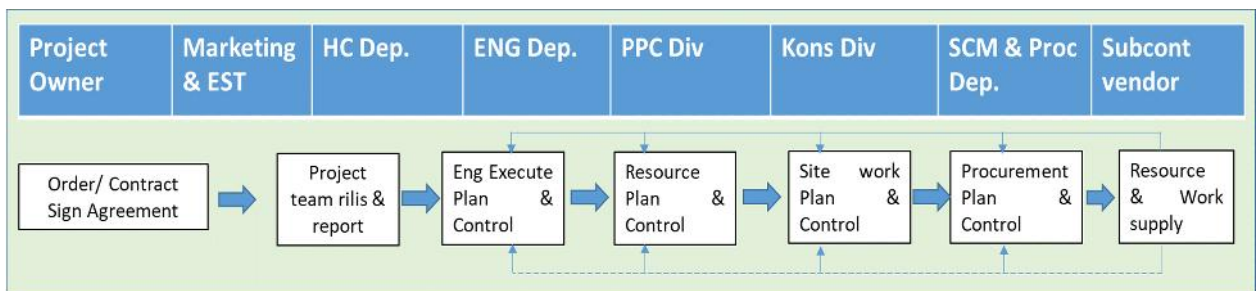 Project
Owner
Marketing
& EST
HC Dep.
ENG Dep.
PPC Div
Kons Div
SCM & Proc
Dep.
Subcont
vendor
Order/ Contract
Sign Agreement
Project
team rilis &
report
Eng Execute
Plan &
Control
Resource
Plan &
Control
Site work
Plan &
Control
Procurement
Plan &
Control
Resource
& Work
supply